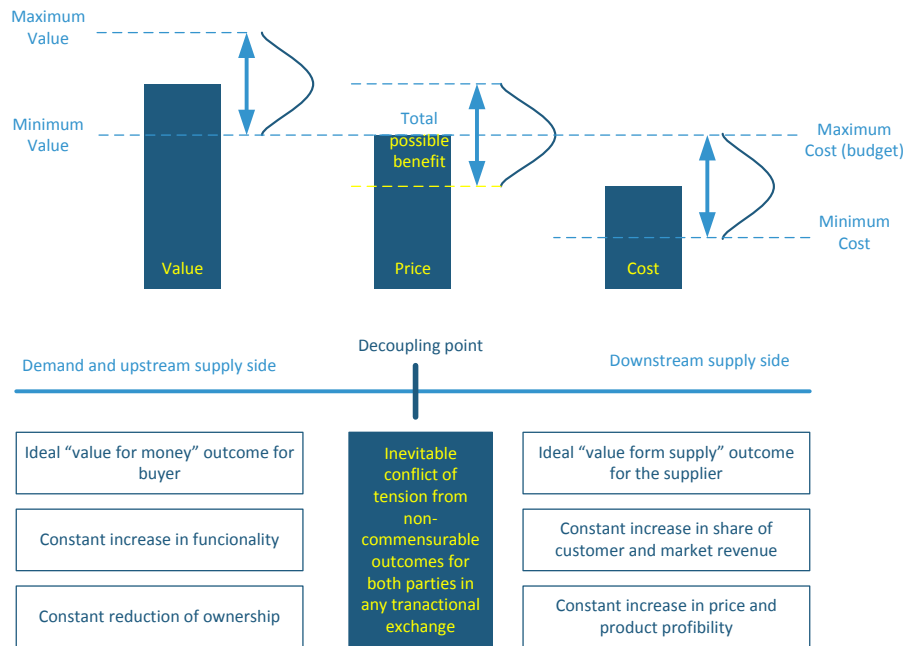 Maximum
Value
Minimum
Value
Total
possible
benefit
Maximum
Cost (budget)
Minimum
Cost
Value
Price
Cost
Decoupling point
Demand and upstream supply side
Downstream supply side
Ideal “value for money” outcome for
buyer
Constant increase in funcionality
Constant reduction of ownership
Inevitable
conflict of
tension from
non-
commensurable
outcomes for
both parties in
any tranactional
exchange
Ideal “value form supply” outcome
for the supplier
Constant increase in share of
customer and market revenue
Constant increase in price and
product profibility